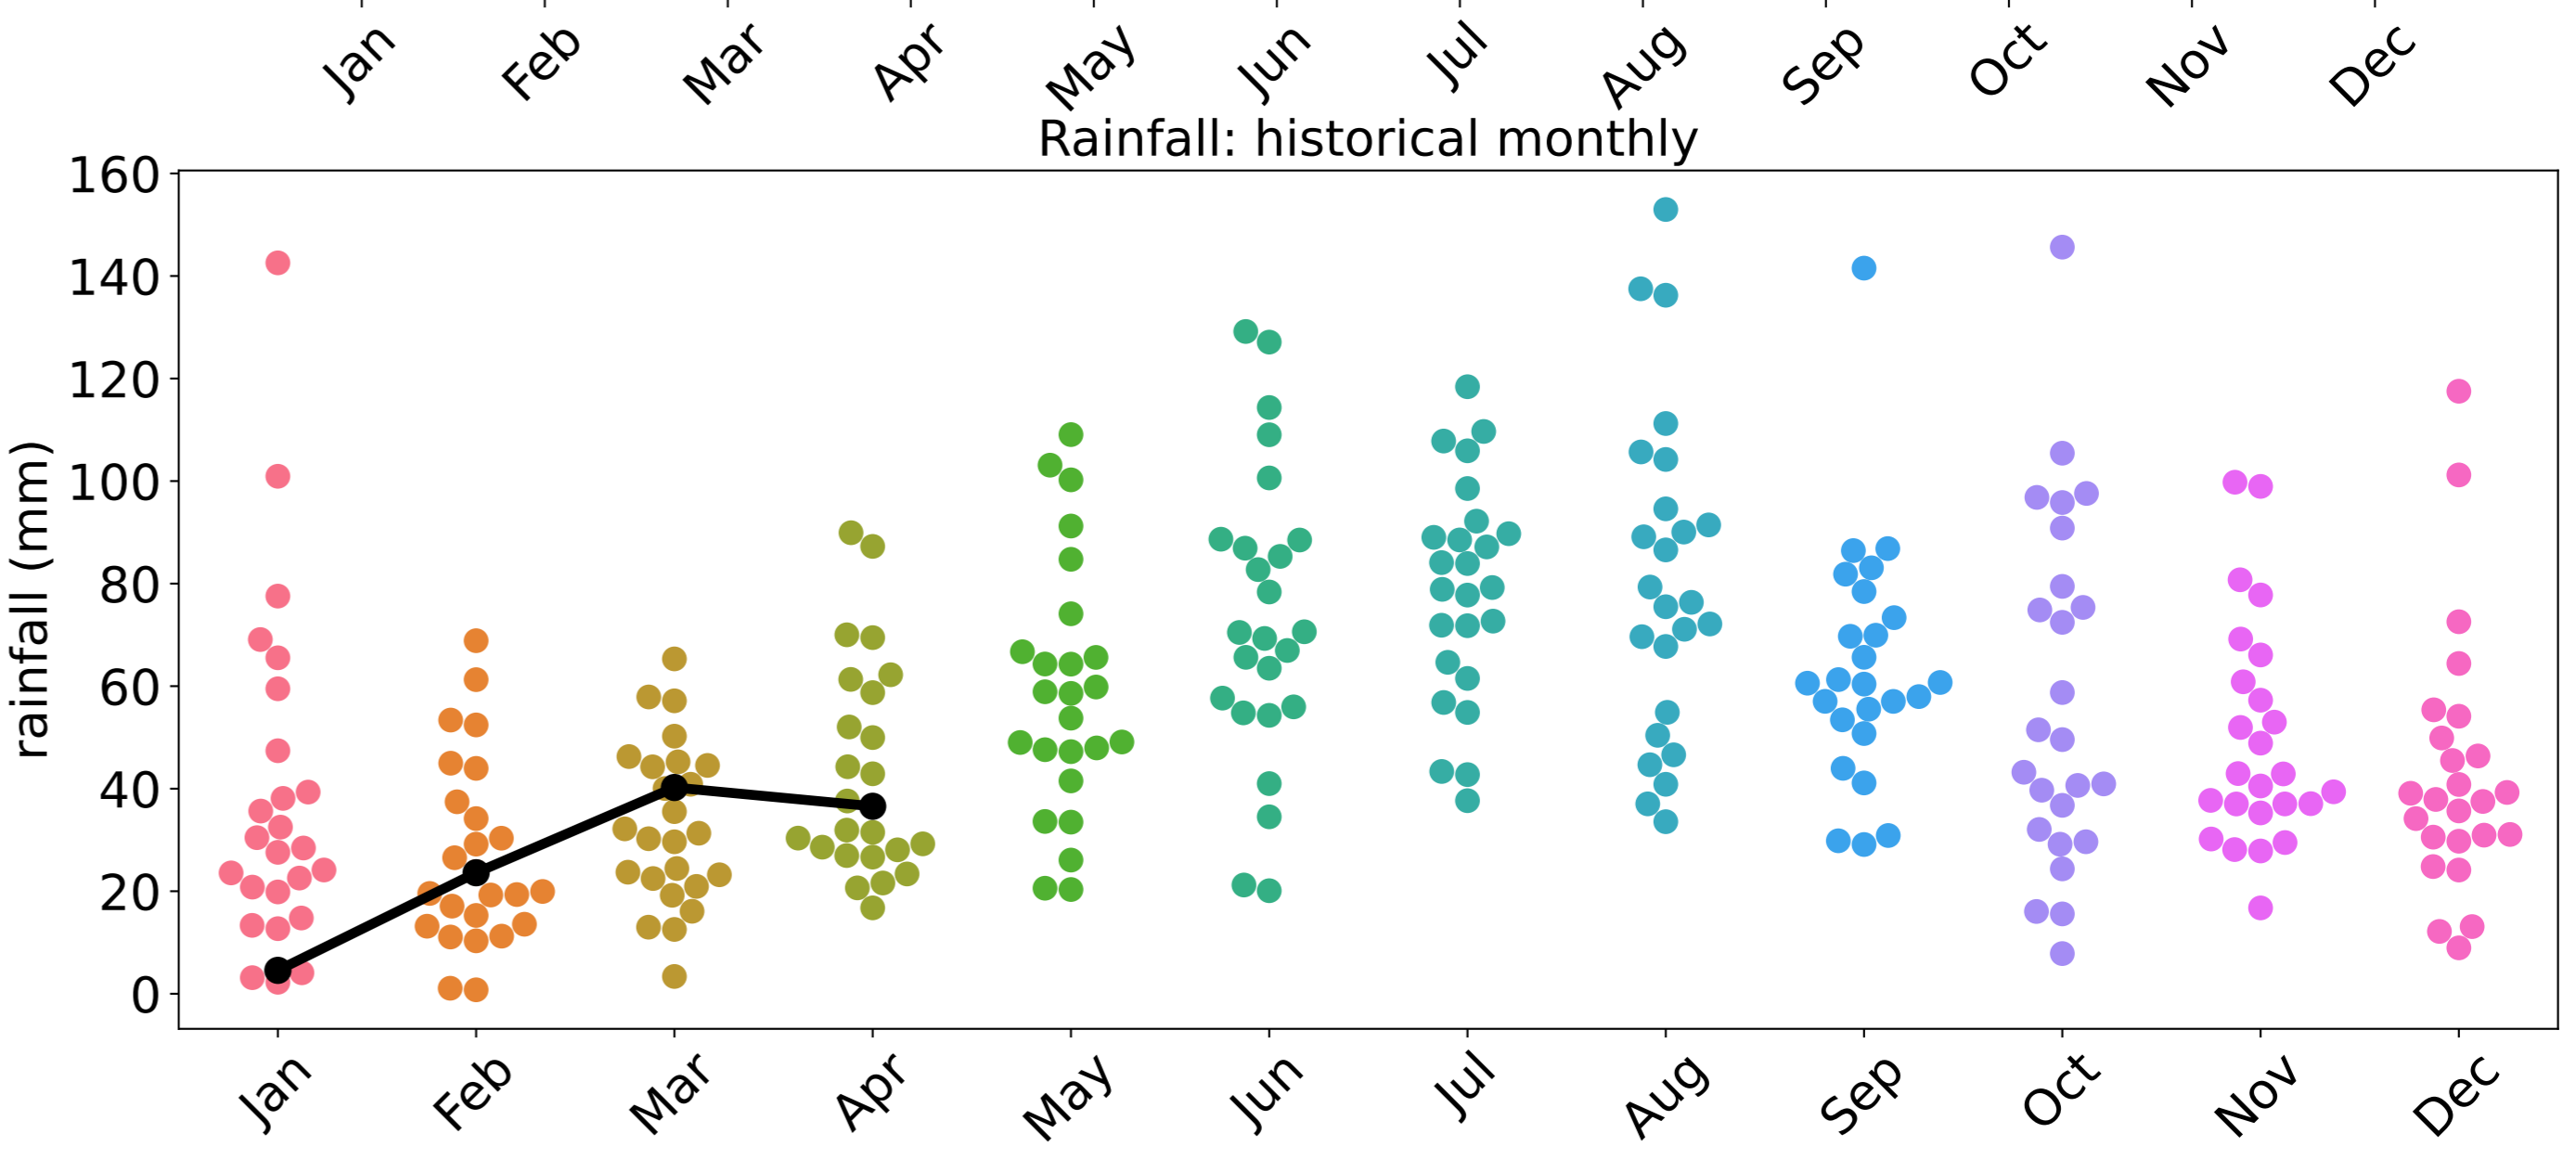 Jan Feb Mar Apr May Jun Jul Aug Sep Oct Nov Dec
Rainfall: historical monthly
160
140
120
100
80
60
40
20
0
rainfall (mm)
Jan Feb Mar Apr May Jun Jul Aug Sep Oct Nov Dec